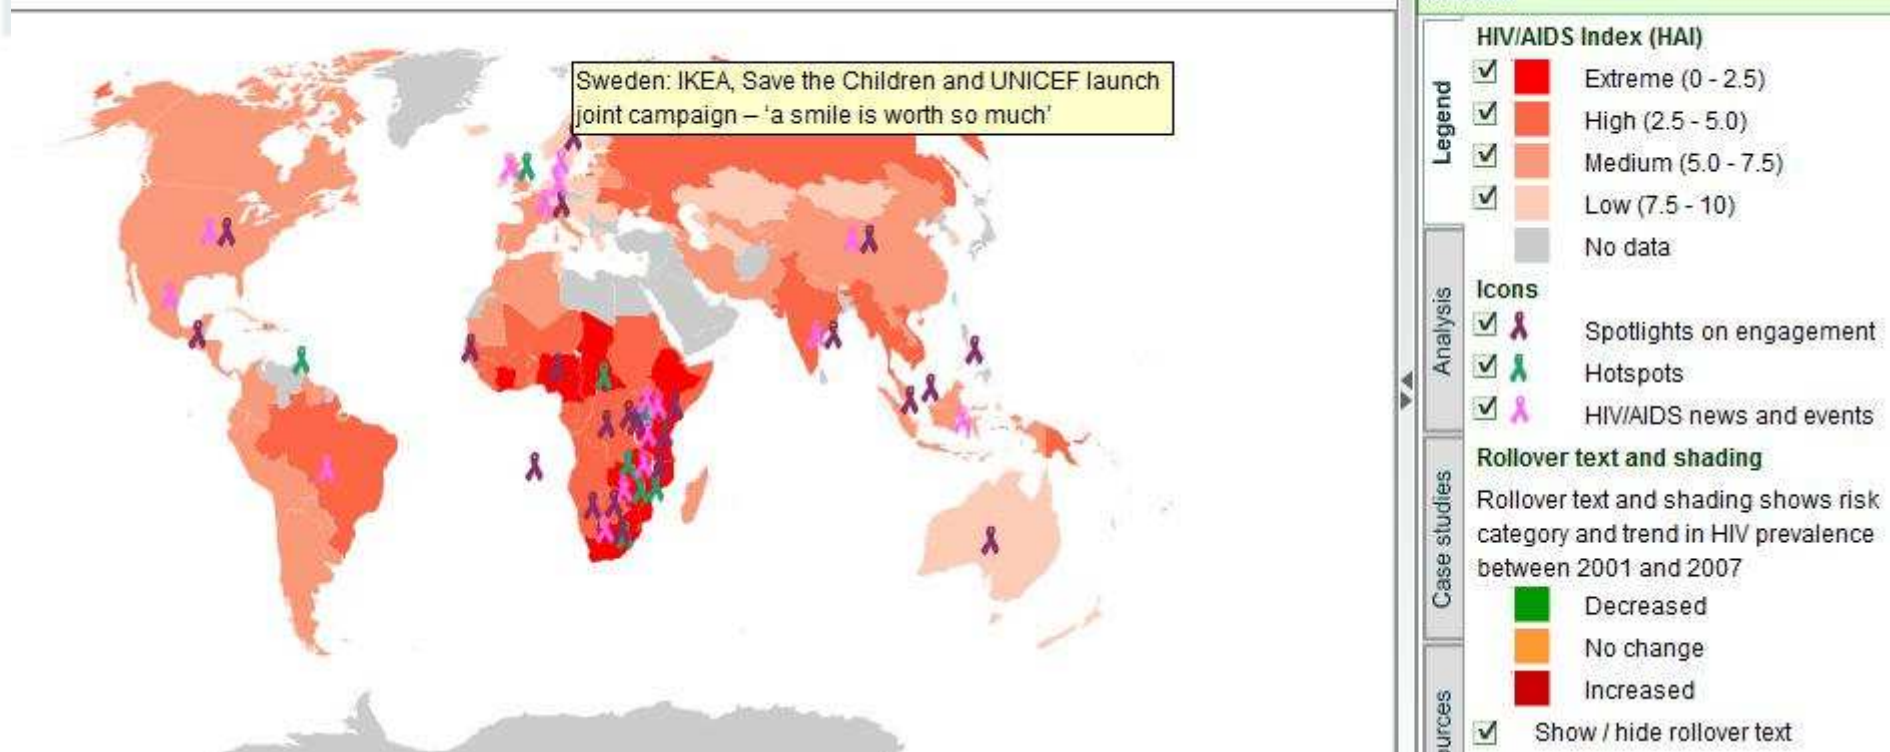 Sweden: IKEA, Save the Children and UNICEF launch
joint campaign – ‘a smile is worth so much’
Legend
Analysis
Case studies
HIV/AIDS Index (HAI)
Extreme (0 - 2.5)
High (2.5 - 5.0)
Medium (5.0 - 7.5)
Low (7.5 - 10)
No data
Icons
Spotlights on engagement
Hotspots
HIV/AIDS news and events
Rollover text and shading
Rollover text and shading shows risk
category and trend in HIV prevalence
between 2001 and 2007
Decreased
No change
Increased
Show / hide rollover text